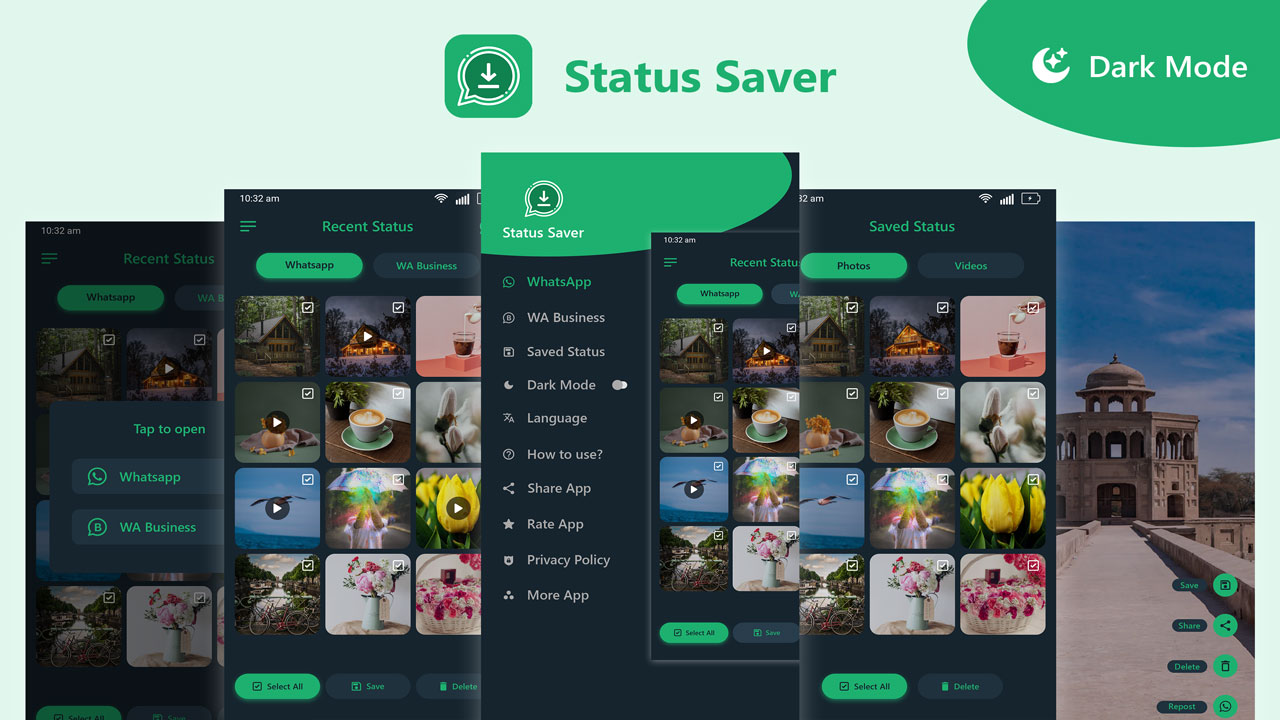 Status Saver
Dark Mode
10:32 am
Recent Status
Whatsapp
WA B
Tap to open
Whatsapp
WA Business
Select All
Save
10:32 am
Recent Status
Whatsapp
WA Business
Select All
Save
Delete
Status Saver
WhatsApp
WA Business
Saved Status
Dark Mode
Language
How to use?
Share App
Rate App
Privacy Policy
More App
10:32 am
Recent Status
Whatsapp
W
Select All
Save
32 am
Saved Status
Photos
Videos
Select All
Delete
Save
Share
Delete
Repost